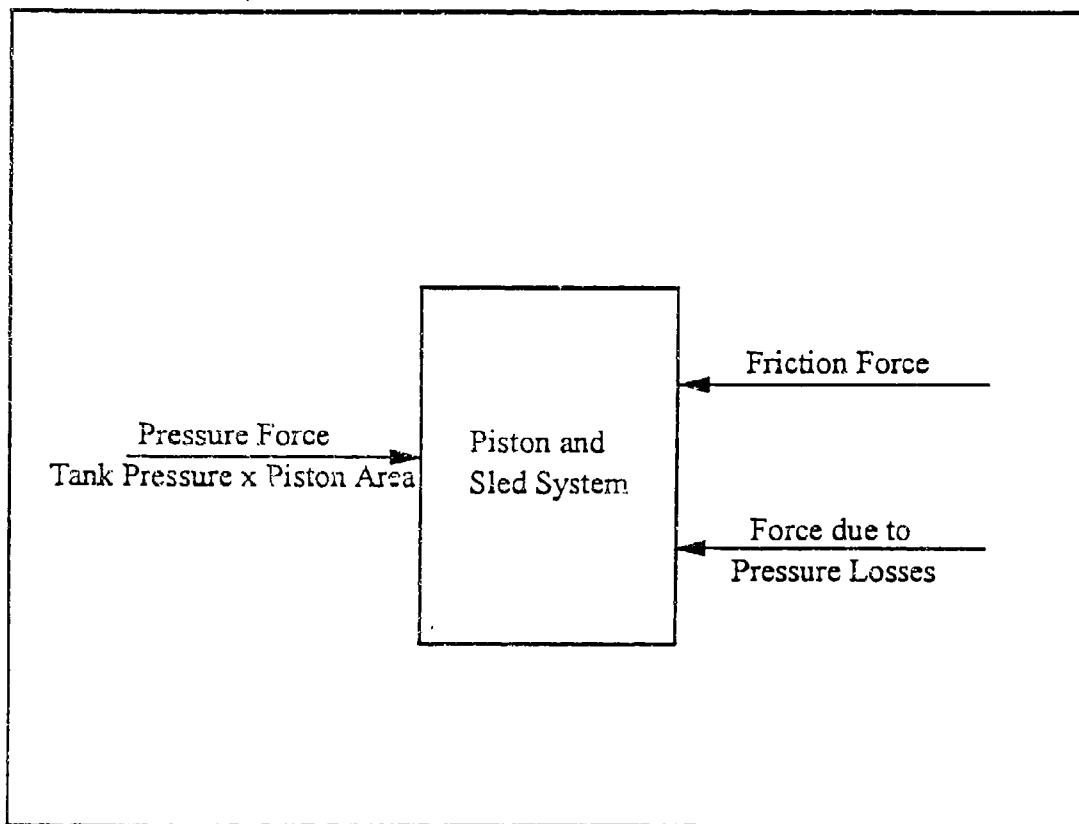 Friction Force
Pressure Force
Tank Pressure x Piston Area
Piston and
Sled System
Force due to
Pressure Losses